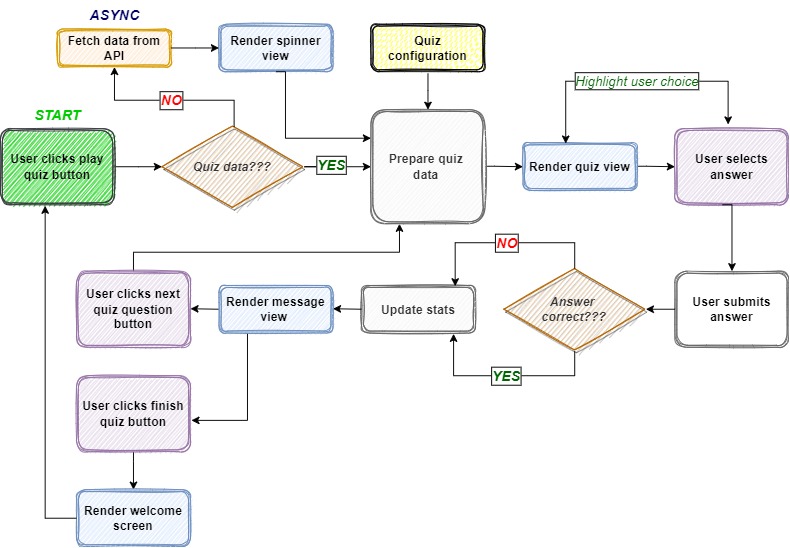 ASYNC
Fetch data from
API
Render spinner
view
Quiz
configuration
Highlight user choice
START
NO
User clicks play
quiz button
Quiz data???
YES
Prepare quiz
data
Render quiz view
User selects
answer
NO
User clicks next
quiz question
button
Render message
view
Update stats
Answer
correct???
User submits
answer
YES
User clicks finish
quiz button
Render welcome
screen